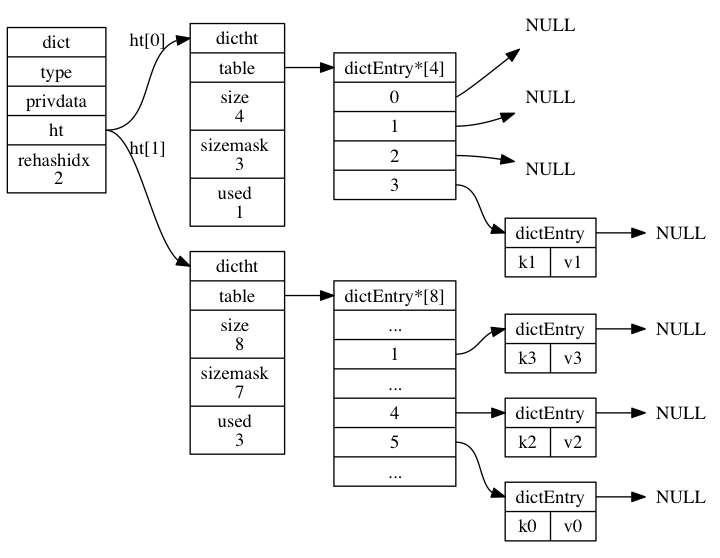 dict
type
privdata
ht
rehashidx
2
ht[0]
ht[1]
dictht
table
size
4
sizemask
3
used
1
dictht
table
size
8
sizemask
7
used
3
dictEntry*[4]
0
1
2
3
NULL
NULL
NULL
dictEntry
k1 v1
NULL
dictEntry*[8]
...
1
...
4
5
...
dictEntry
k3 v3
NULL
dictEntry
k2 v2
NULL
dictEntry
k0 v0
NULL